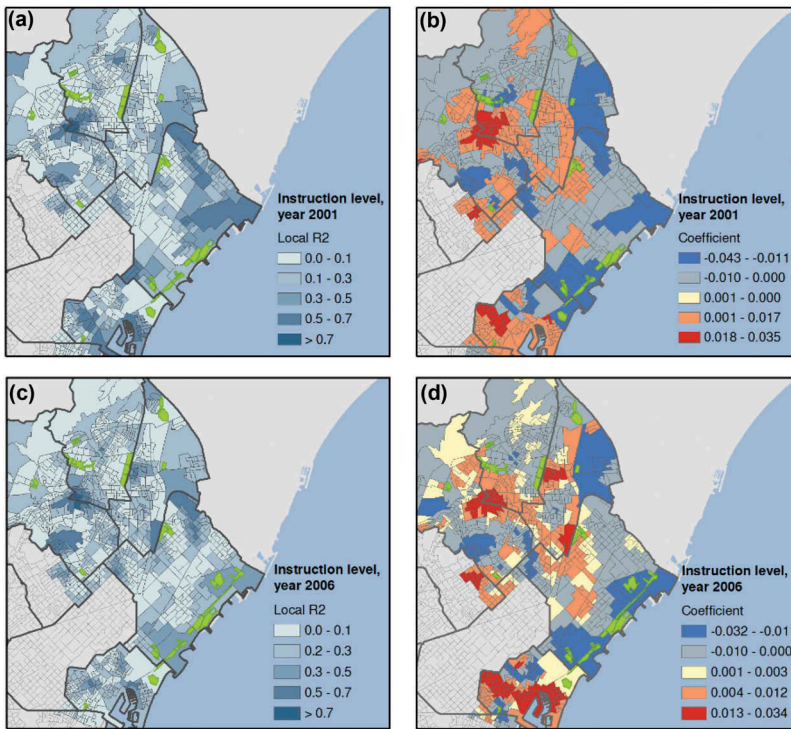 (a)
Instruction level,
year 2001
Local R2
0.0 - 0.1
0.1 - 0.3
0.3 - 0.5
0.5 - 0.7
> 0.7
(b)
Instruction level,
year 2001
Coefficient
-0.043 - -0.011
-0.010 - 0.000
0.001 - 0.000
0.001 - 0.017
0.018 - 0.035
(c)
Instruction level,
year 2006
Local R2
0.0 - 0.1
0.2 - 0.3
0.3 - 0.5
0.5 - 0.7
> 0.7
(d)
Instruction level,
year 2006
Coefficient
-0.032 - -0.01
-0.010 - 0.000
0.001 - 0.003
0.004 - 0.012
0.013 - 0.034